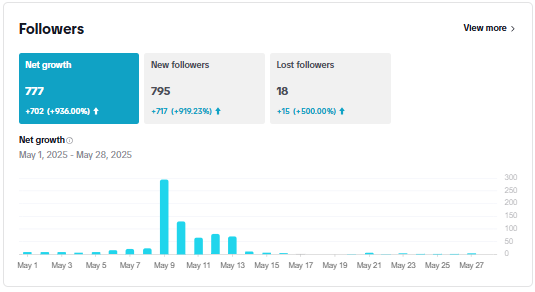 Followers
View more >
Net growth
777
+702 (+936.00%) ↑
New followers
795
+717 (+919.23%) ↑
Lost followers
18
+15 (+500.00%) ↑
Net growth
May 1, 2025 - May 28, 2025
300
250
200
150
100
50
0
May 1 May 3 May 5 May 7 May 9 May 11 May 13 May 15 May 17 May 19 May 21 May 23 May 25 May 27